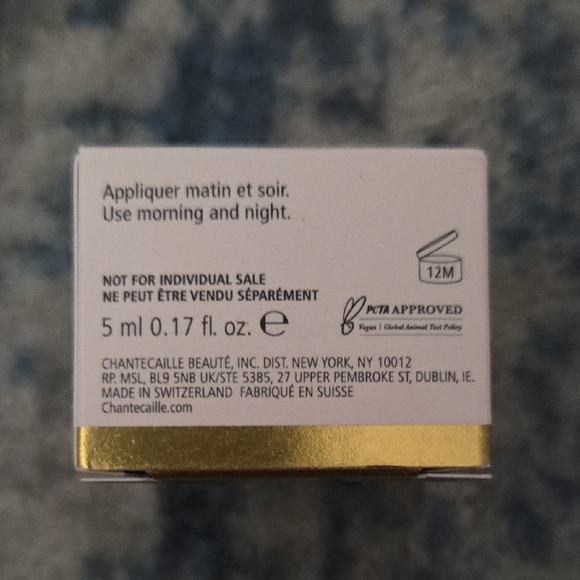 Appliquer matin et soir.
Use morning and night.
12M
NOT FOR INDIVIDUAL SALE
NE PEUT ÊTRE VENDU SÉPARÉMENT
5 ml 0.17 fl. oz. ℮
PETA APPROVED
Vegan | Global Animal Test Policy
CHANTECAILLE BEAUTÉ, INC. DIST. NEW YORK, NY 10012
RP. MSL, BL9 5NB UK/STE 5385, 27 UPPER PEMBROKE ST, DUBLIN, IE.
MADE IN SWITZERLAND FABRIQUÉ EN SUISSE
Chantecaille.com